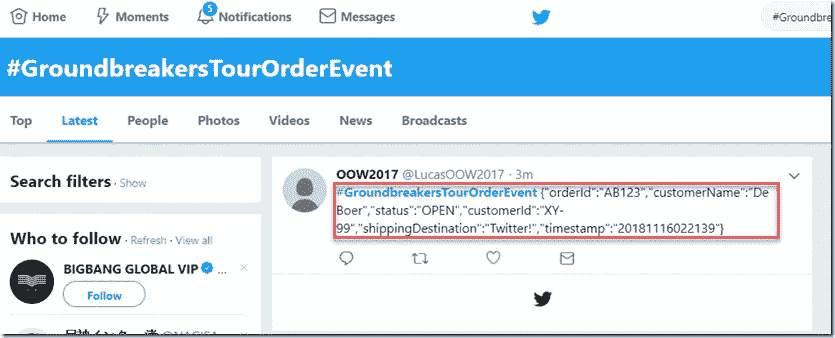 Home Moments 5 Notifications Messages #Groundbre
#GroundbreakersTourOrderEvent
Top Latest People Photos Videos News Broadcasts
Search filters · Show
Who to follow · Refresh · View all
BIGBANG GLOBAL VIP ...
Follow
OOW2017 @LucasOOW2017 · 3m
#GroundbreakersTourOrderEvent {"orderId":"AB123","customerName":"De
Boer","status":"OPEN","customerId":"XY-
99","shippingDestination":"Twitter!","timestamp":"20181116022139"}